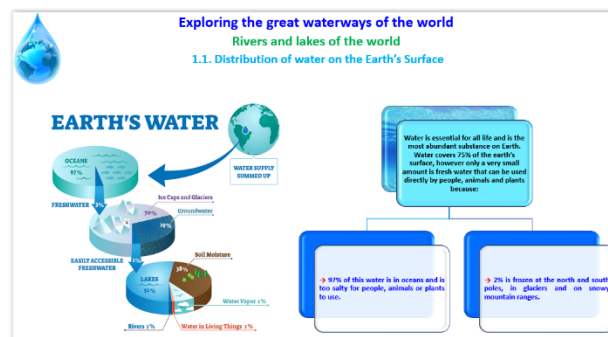 Exploring the great waterways of the world
Rivers and lakes of the world
1.1. Distribution of water on the Earth's Surface
EARTH'S WATER
OCEANS
97%
WATER SUPPLY
SUMMED UP
FRESHWATER
3%
Ice Caps and Glaciers
70%
Groundwater
29%
EASILY ACCESSIBLE
FRESHWATER
1%
Soil Moisture
38%
LAKES
52%
Water Vapor 1%
Rivers 1%
Water in Living Things 1%
Water is essential for all life and is the
most abundant substance on Earth.
Water covers 75% of the earth's
surface, however only a very small
amount is fresh water that can be used
directly by people, animals and plants
because:
→ 97% of this water is in oceans and is
too salty for people, animals or plants
to use.
→ 2% is frozen at the north and south
poles, in glaciers and on snowy
mountain ranges.